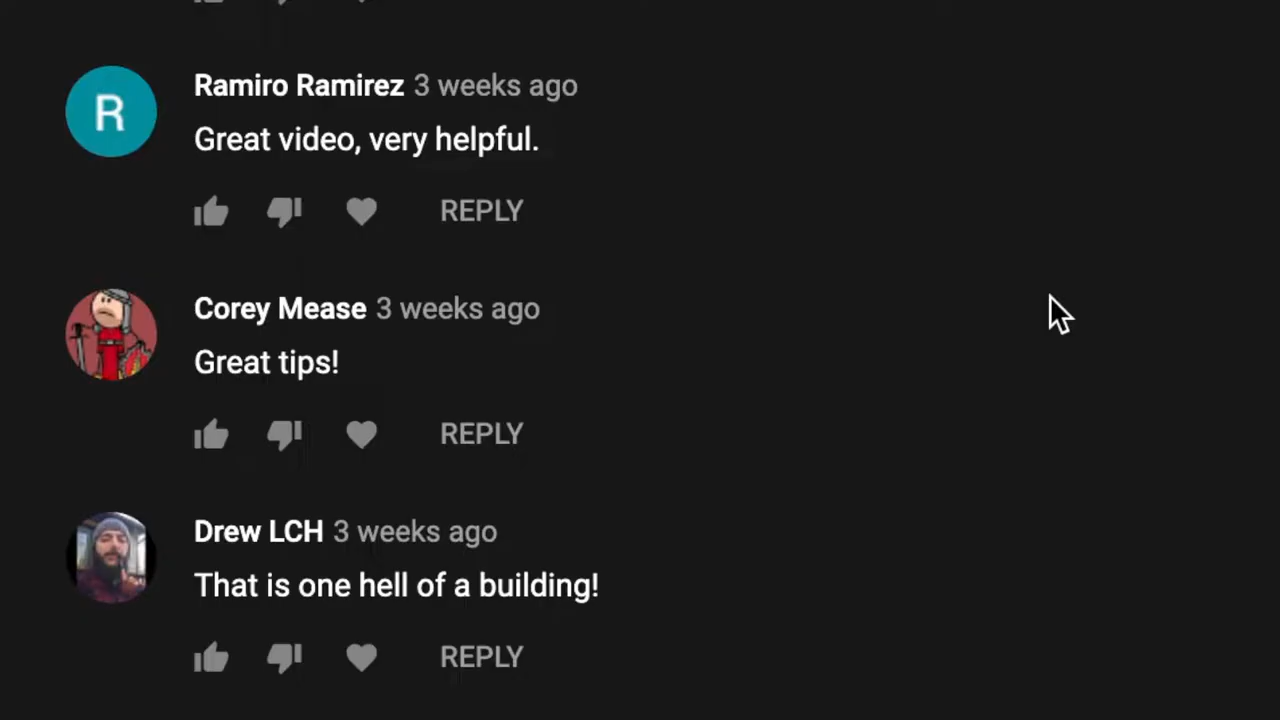 R
Ramiro Ramirez 3 weeks ago
Great video, very helpful.
REPLY
Corey Mease 3 weeks ago
Great tips!
REPLY
Drew LCH 3 weeks ago
That is one hell of a building!
REPLY